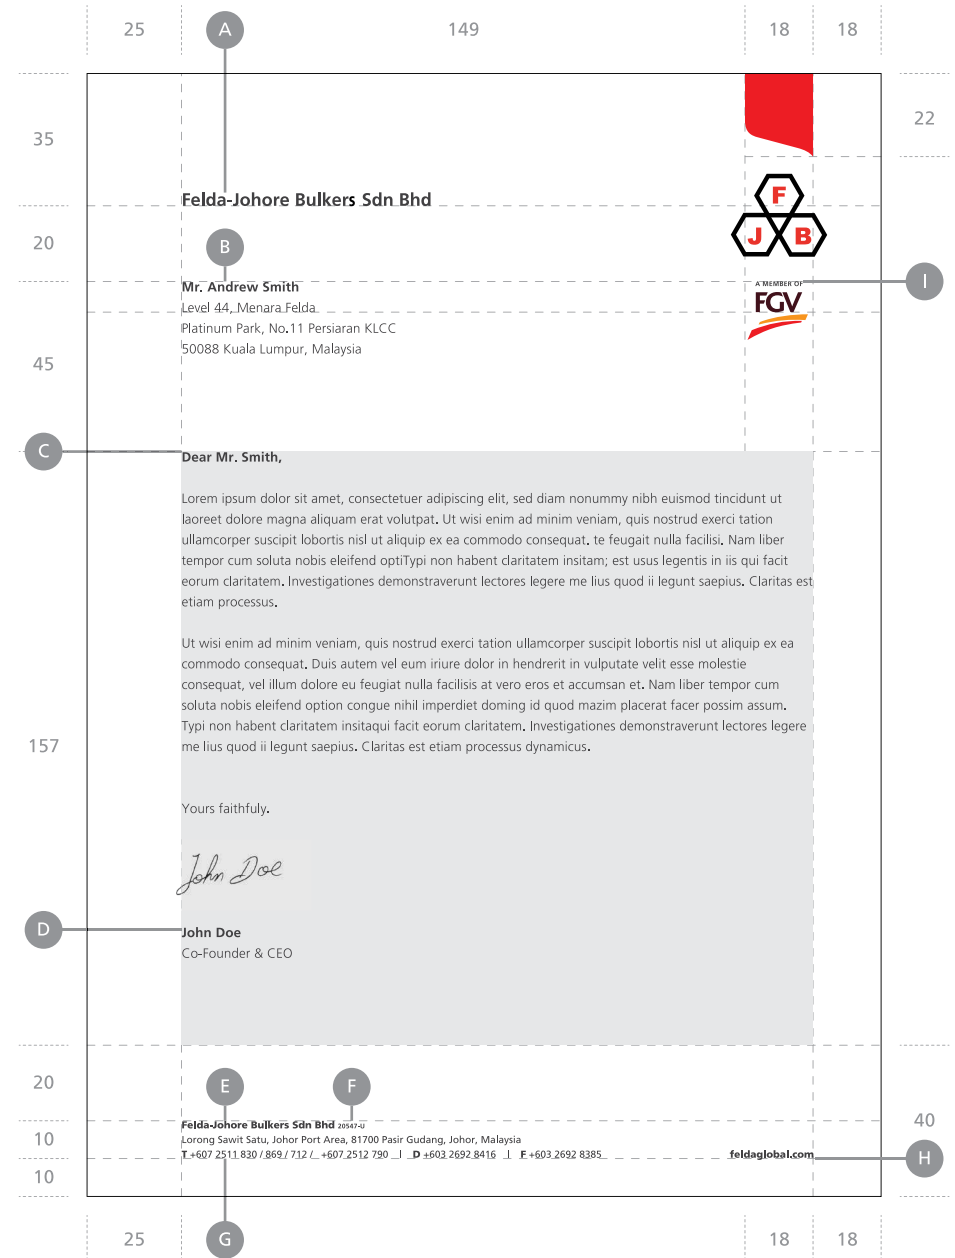 25 A 149 18 18
35
22
Felda-Johore Bulkers Sdn Bhd
F
J B
20
B
A MEMBER OF
I
FGV
Mr. Andrew Smith
Level 44, Menara Felda
Platinum Park, No.11 Persiaran KLCC
50088 Kuala Lumpur, Malaysia
45
C
Dear Mr. Smith,
Lorem ipsum dolor sit amet, consectetuer adipiscing elit, sed diam nonummy nibh euismod tincidunt ut
laoreet dolore magna aliquam erat volutpat. Ut wisi enim ad minim veniam, quis nostrud exerci tation
ullamcorper suscipit lobortis nisl ut aliquip ex ea commodo consequat. te feugait nulla facilisi. Nam liber
tempor cum soluta nobis eleifend optiTypi non habent claritatem insitam; est usus legentis in iis qui facit
eorum claritatem. Investigationes demonstraverunt lectores legere me lius quod ii legunt saepius. Claritas est
etiam processus.
Ut wisi enim ad minim veniam, quis nostrud exerci tation ullamcorper suscipit lobortis nisl ut aliquip ex ea
commodo consequat. Duis autem vel eum iriure dolor in hendrerit in vulputate velit esse molestie
consequat, vel illum dolore eu feugiat nulla facilisis at vero eros et accumsan et. Nam liber tempor cum
soluta nobis eleifend option congue nihil imperdiet doming id quod mazim placerat facer possim assum.
Typi non habent claritatem insitaqui facit eorum claritatem. Investigationes demonstraverunt lectores legere
me lius quod ii legunt saepius. Claritas est etiam processus dynamicus.
157
Yours faithfuly.
John Doe
D
John Doe
Co-Founder & CEO
20
E F
Felda-Johore Bulkers Sdn Bhd 20547-U
40
10
Lorong Sawit Satu, Johor Port Area, 81700 Pasir Gudang, Johor, Malaysia
T +607 2511 830 / 869 / 712 / +607 2512 790 | D +603 2692 8416 | F +603 2692 8385 feldaglobal.com
H
10
25 G 18 18